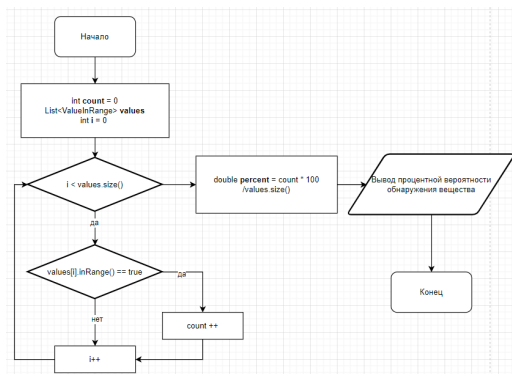 Начало
int count = 0
List<ValueInRange> values
int i = 0
i < values.size()
double percent = count * 100
/values.size()
Вывод процентной вероятности
обнаружения вещества
да
values[i].inRange() == true
да
Конец
нет
count ++
i++